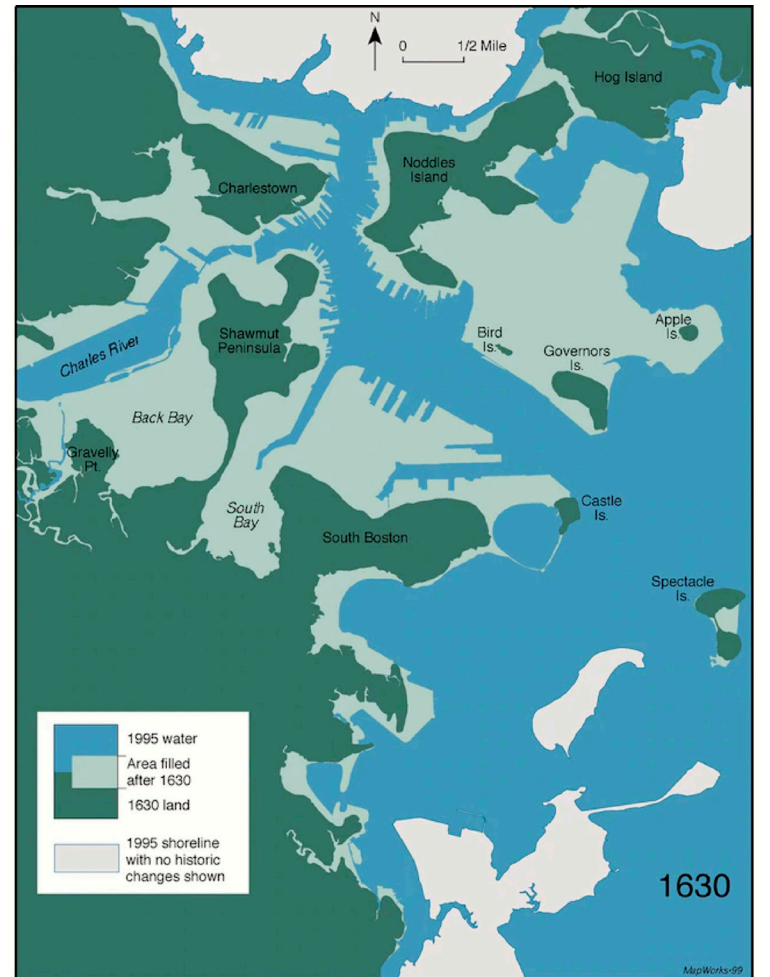 N
0 1/2 Mile
Hog Island
Noddles
Island
Charlestown
Bird
Is.
Apple
Is.
Shawmut
Peninsula
Governors
Is.
Charles River
Back Bay
Gravelly
Pt.
South
Bay
Castle
Is.
South Boston
Spectacle
Is.
1995 water
Area filled
after 1630
1630 land
1995 shoreline
with no historic
changes shown
1630
MapWorks-99